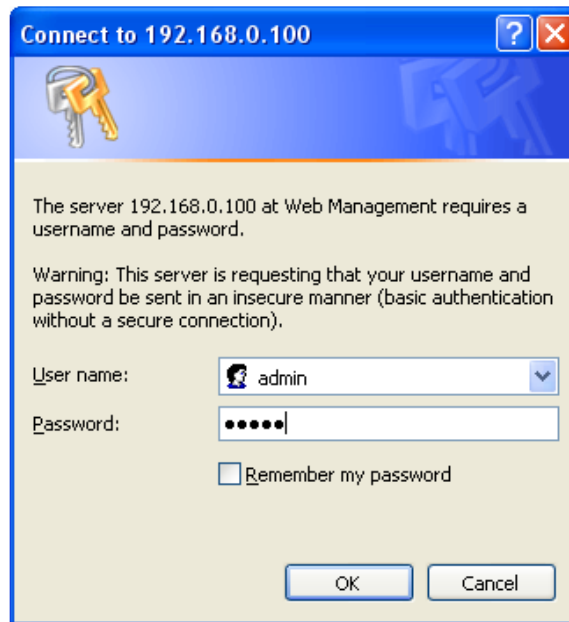 Connect to 192.168.0.100
The server 192.168.0.100 at Web Management requires a
username and password.
Warning: This server is requesting that your username and
password be sent in an insecure manner (basic authentication
without a secure connection).
User name:
admin
Password:
•••••
Remember my password
OK
Cancel